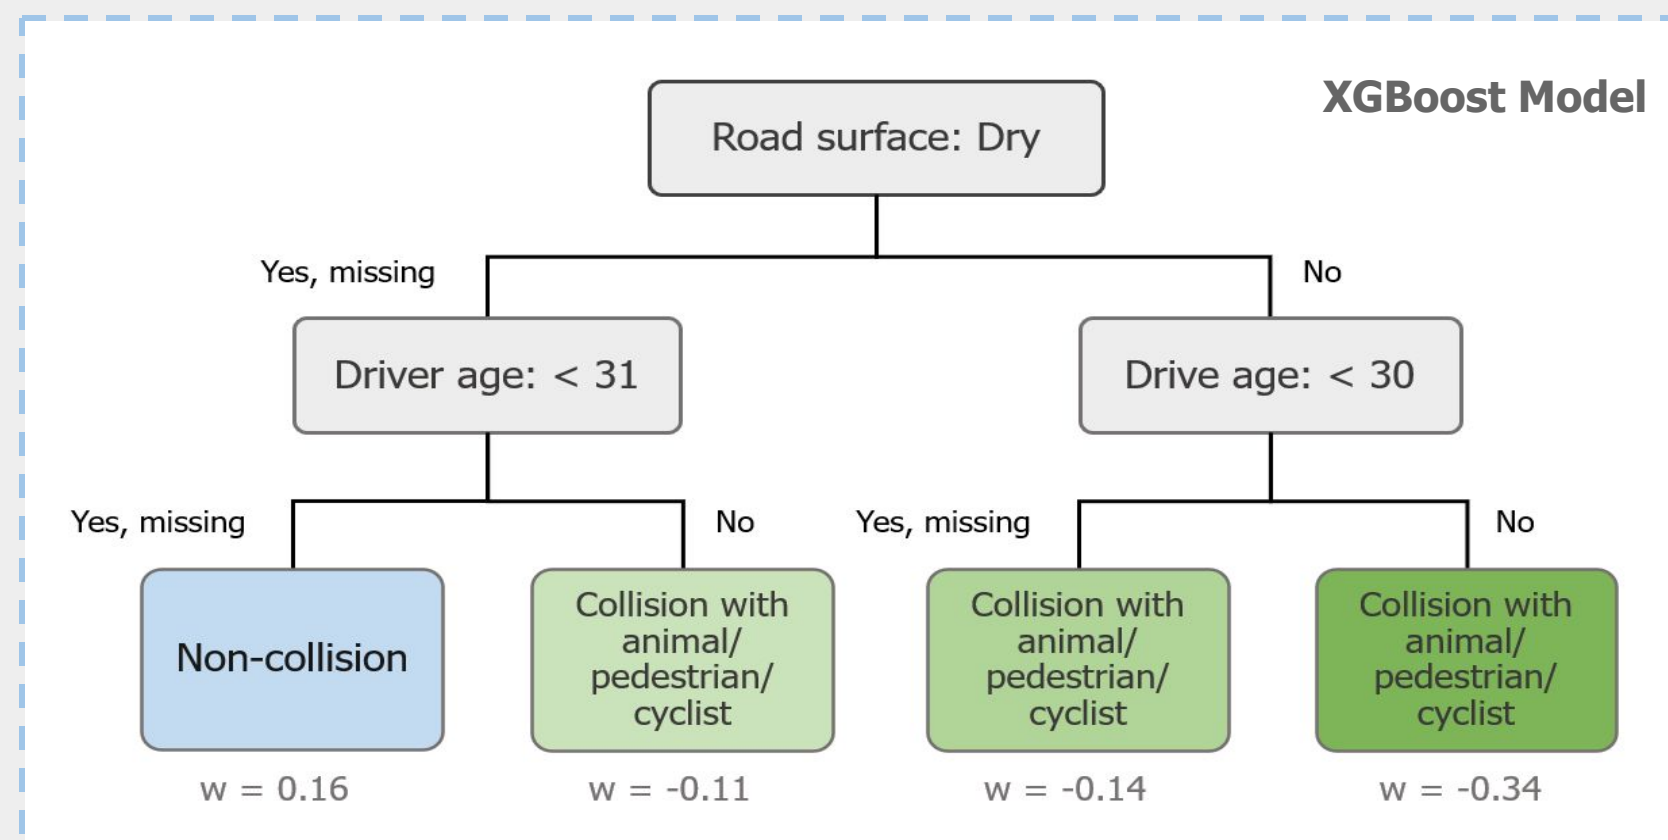 XGBoost Model
Road surface: Dry
Yes, missing
No
Driver age: < 31
Drive age: < 30
Yes, missing
No
Yes, missing
No
Non-collision
Collision with
animal/
pedestrian/
cyclist
Collision with
animal/
pedestrian/
cyclist
Collision with
animal/
pedestrian/
cyclist
w = 0.16
w = -0.11
w = -0.14
w = -0.34